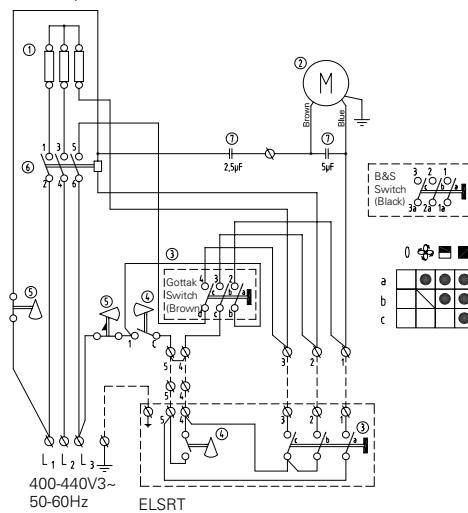 1
2
M
Brown
Blue
7
7
2,5µF
5µF
1 3 5
6
2 4 6
B&S
Switch
(Black)
3 2 1
c b a
3a 2a 1a
0
a
b
c
3
5
5
4
Gottak
Switch
(Brown)
4 3 2
c b a
d c b
1 C
5 4
3 2 1
5 4
5 4
3 2 1
4
c b a
3
L1 L2 L3
400-440V3~
50-60Hz
ELSRT